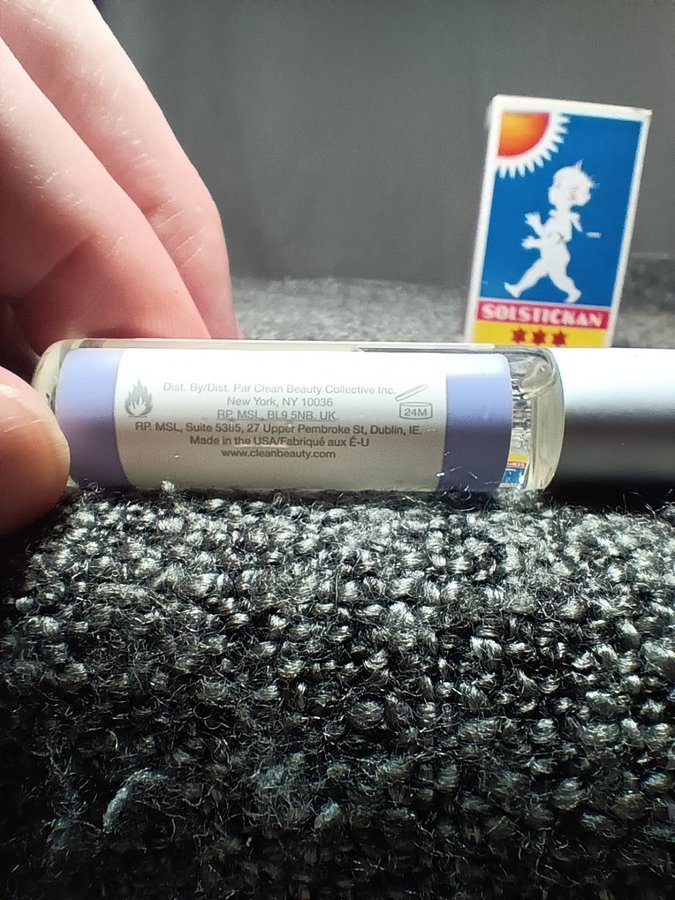 SOLSTICKAN
Dist. By/Dist. Par Clean Beauty Collective Inc.
New York, NY 10036
RP. MSL, BL9 5NB, UK.
RP. MSL, Suite 5385, 27 Upper Pembroke St, Dublin, IE.
Made in the USA/Fabriqué aux É-U
www.cleanbeauty.com
24M